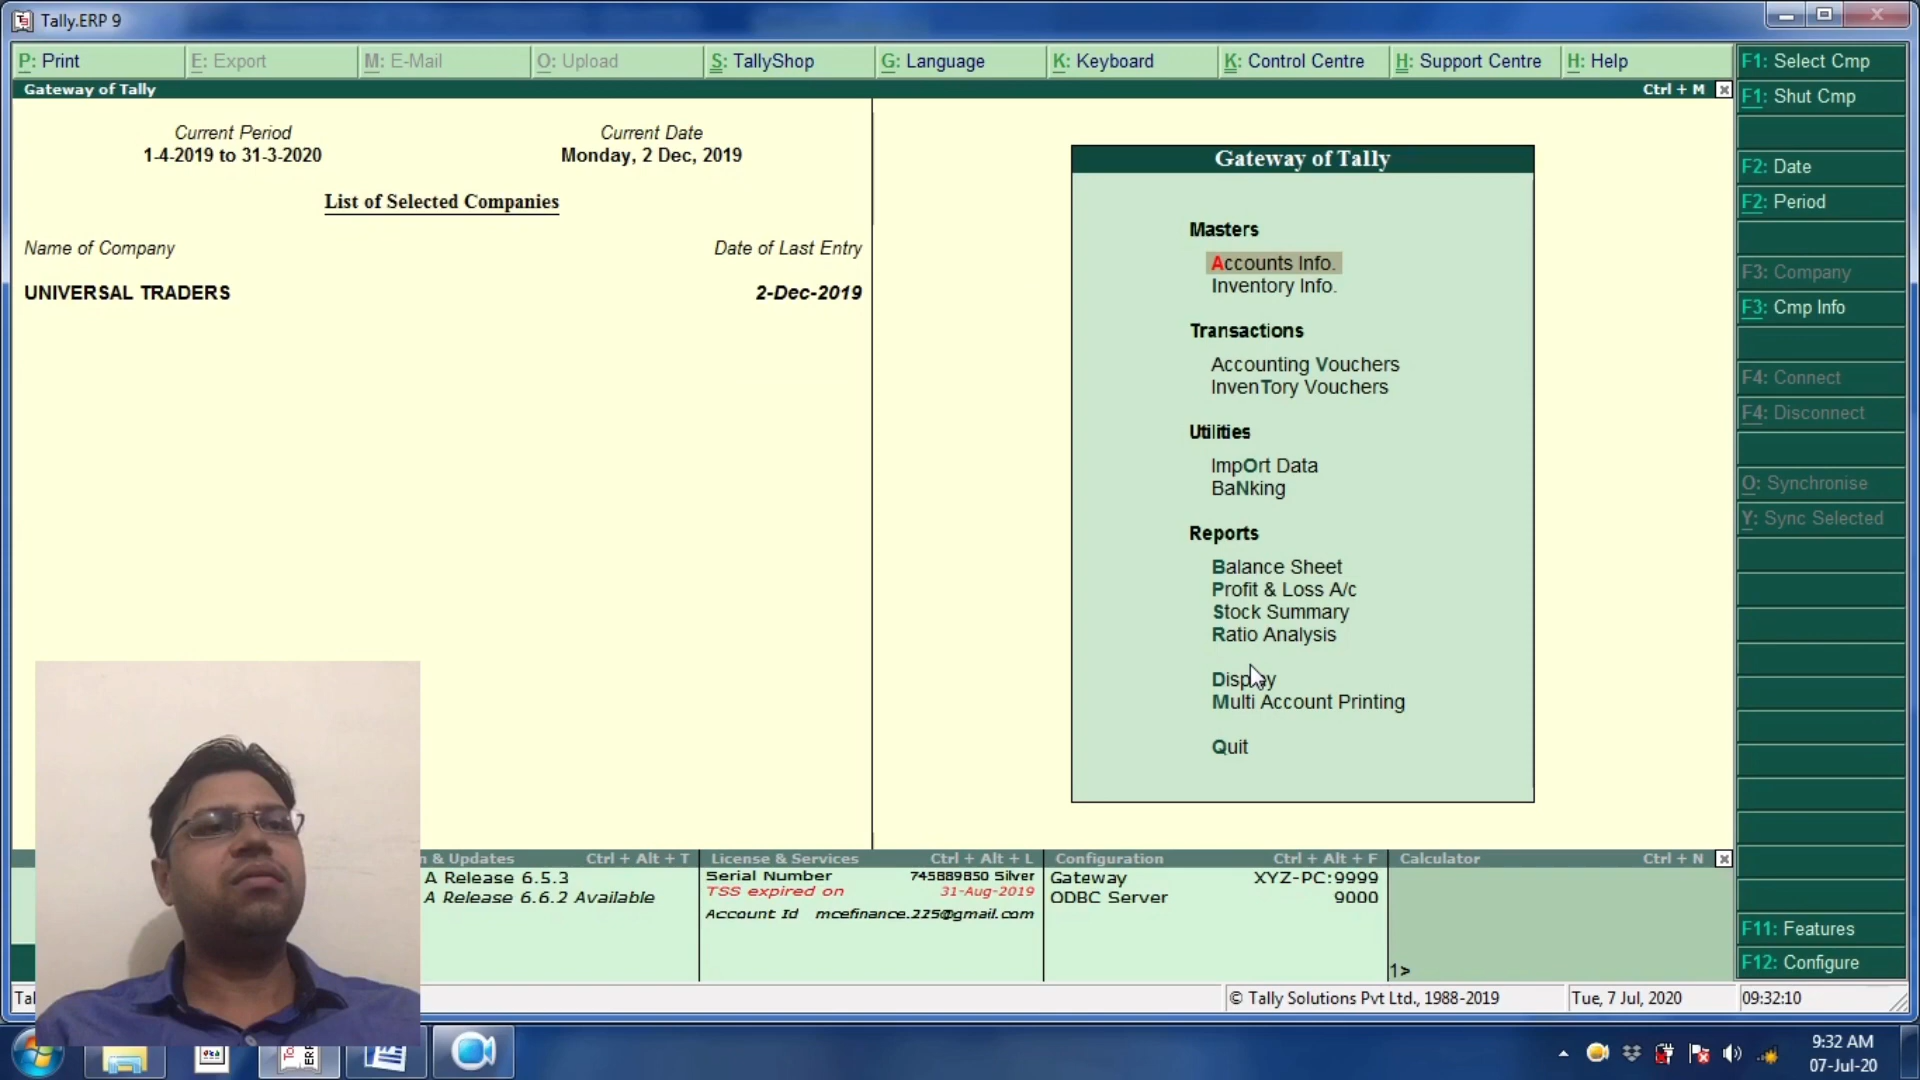 Tally.ERP 9
P: Print
E: Export
M: E-Mail
O: Upload
S: TallyShop
G: Language
K: Keyboard
K: Control Centre
H: Support Centre
H: Help
Gateway of Tally
Ctrl + M
Current Period
1-4-2019 to 31-3-2020
Current Date
Monday, 2 Dec, 2019
List of Selected Companies
Name of Company
Date of Last Entry
UNIVERSAL TRADERS
2-Dec-2019
Gateway of Tally
Masters
Accounts Info.
Inventory Info.
Transactions
Accounting Vouchers
InvenTory Vouchers
Utilities
ImpOrt Data
BaNking
Reports
Balance Sheet
Profit & Loss A/c
Stock Summary
Ratio Analysis
Display
Multi Account Printing
Quit
F1: Select Cmp
F1: Shut Cmp
F2: Date
F2: Period
F3: Company
F3: Cmp Info
F4: Connect
F4: Disconnect
O: Synchronise
Y: Sync Selected
F11: Features
F12: Configure
n & Updates
Ctrl + Alt + T
A Release 6.5.3
A Release 6.6.2 Available
License & Services
Ctrl + Alt + L
Serial Number
745889850 Silver
TSS expired on
31-Aug-2019
Account Id
mcefinance.225@gmail.com
Configuration
Ctrl + Alt + F
Gateway
XYZ-PC:9999
ODBC Server
9000
Calculator
Ctrl + N
1>
Tal
© Tally Solutions Pvt Ltd., 1988-2019
Tue, 7 Jul, 2020
09:32:10
9:32 AM
07-Jul-20